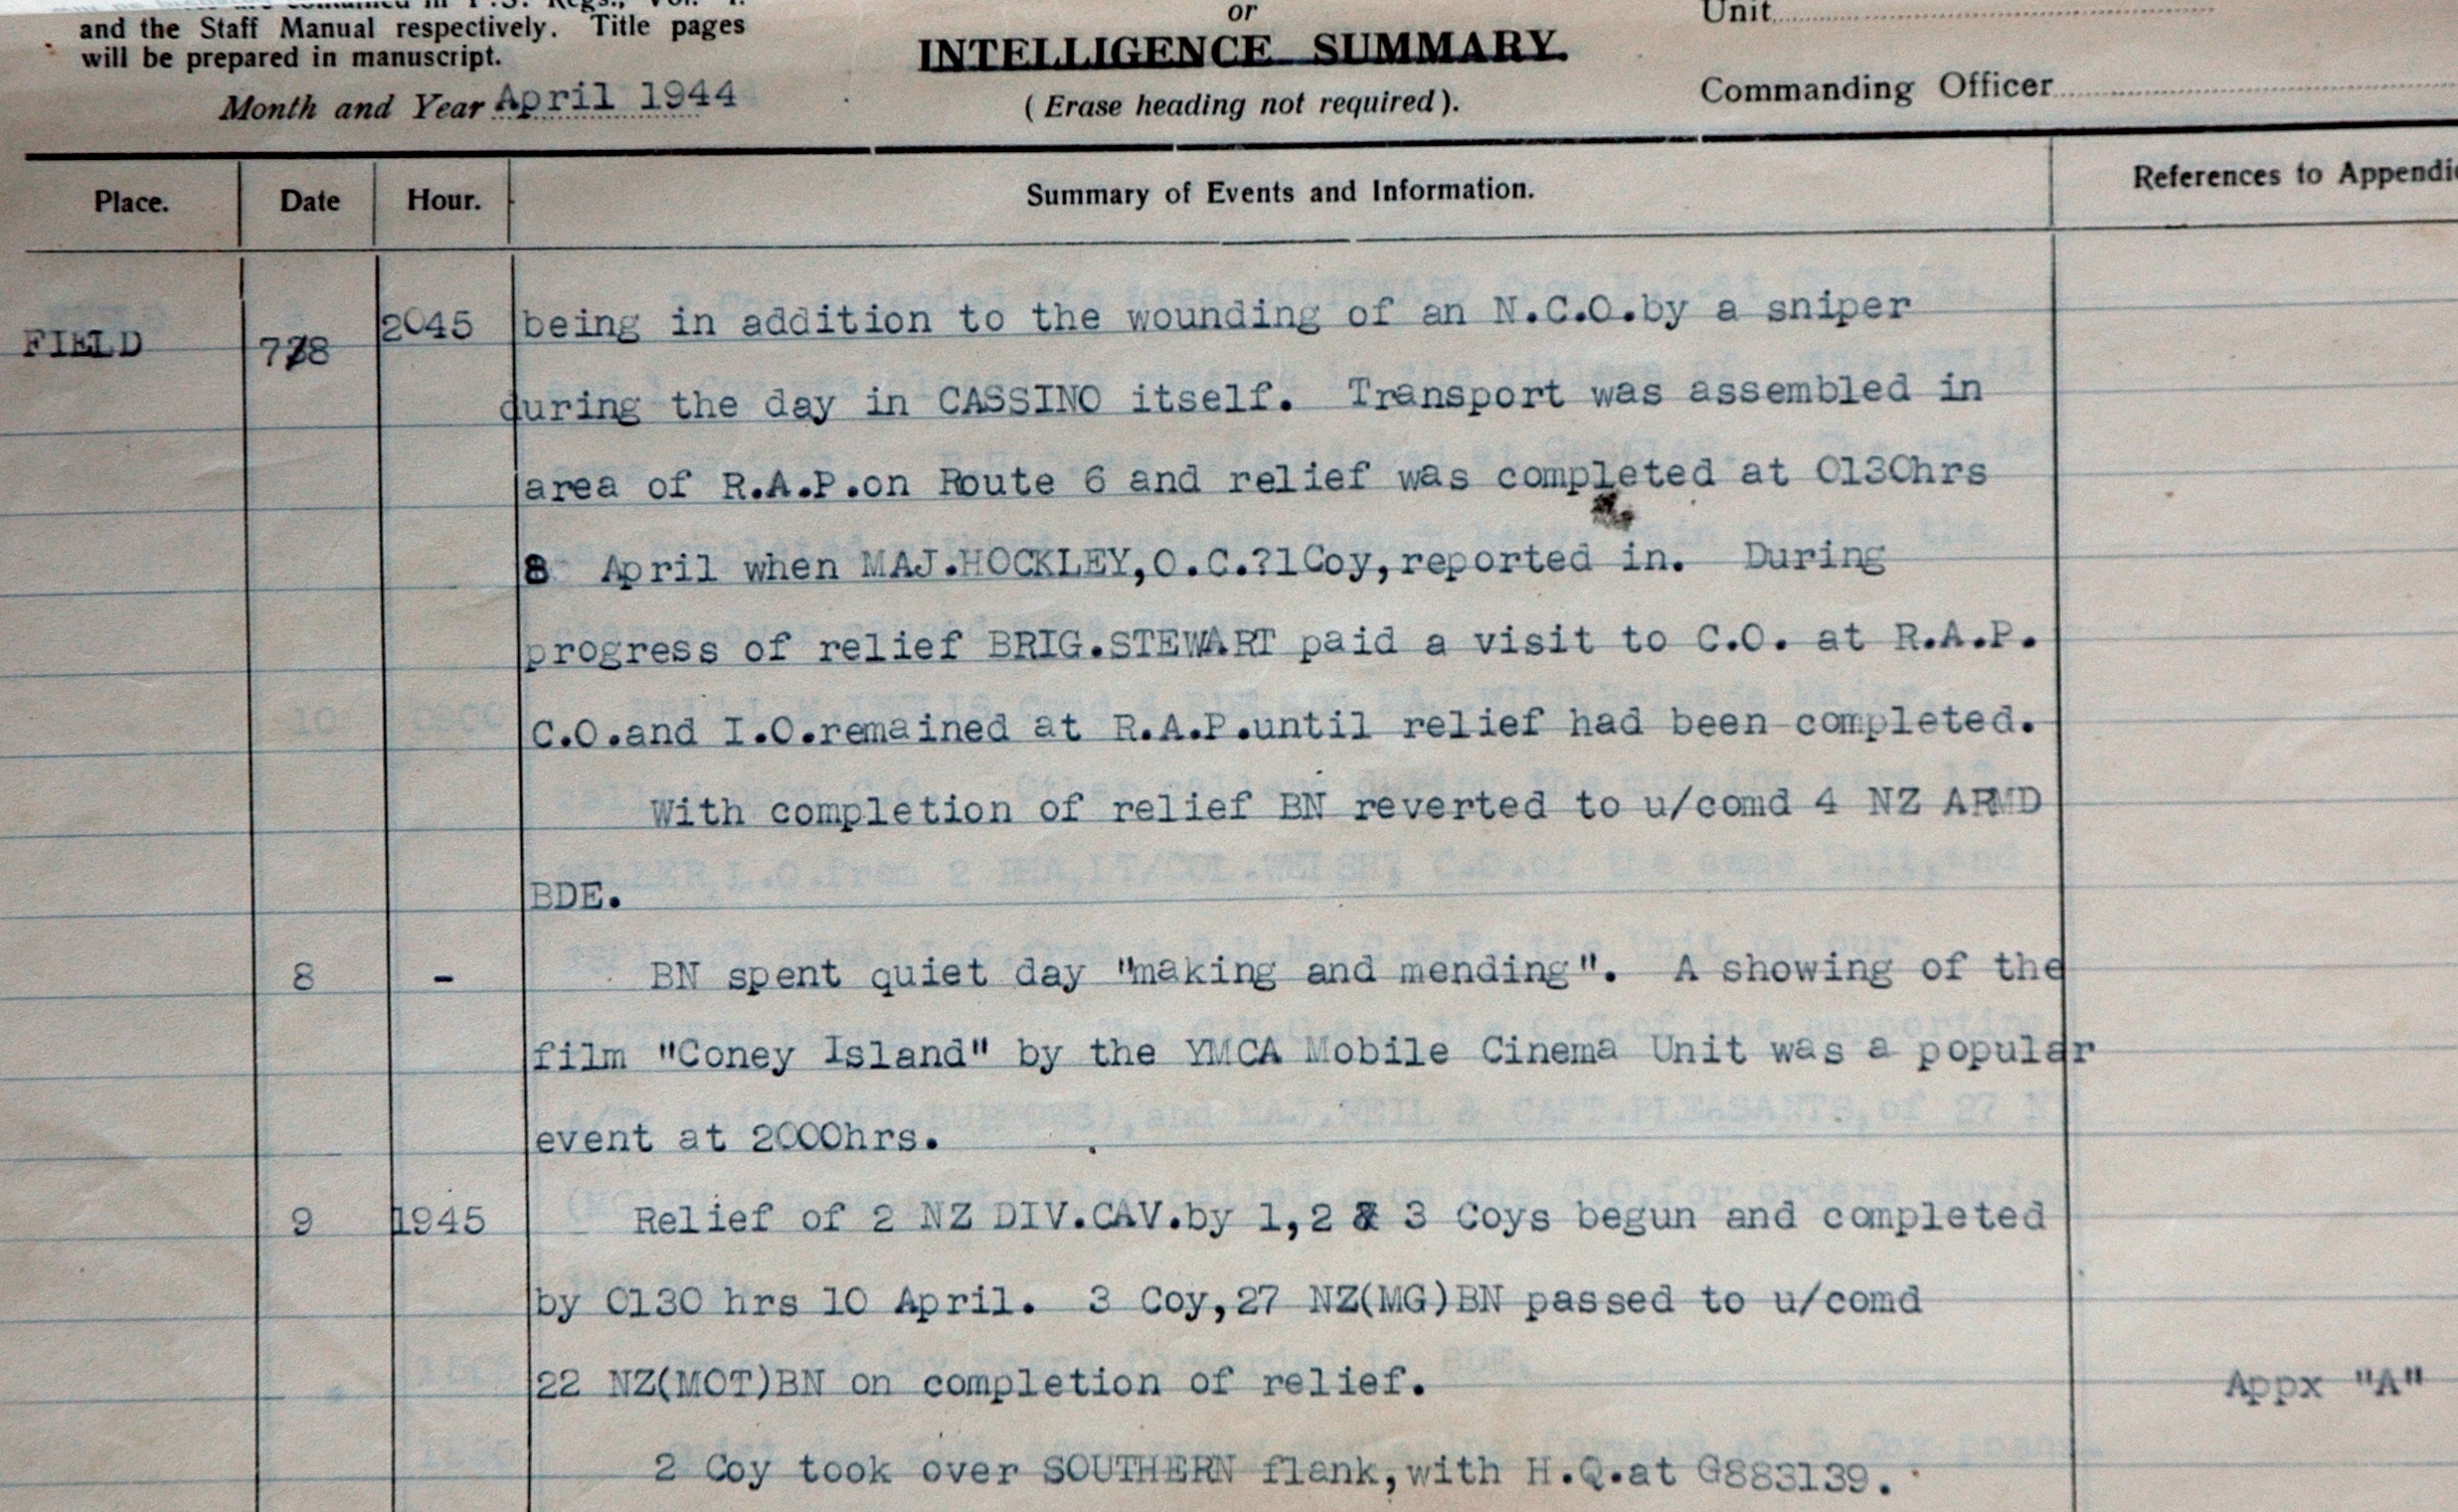 and the Staff Manual respectively. Title pages
will be prepared in manuscript.
Month and Year April 1944
or
INTELLIGENCE SUMMARY.
(Erase heading not required).
Unit
Commanding Officer
Place. Date Hour. Summary of Events and Information. References to Appendi
FIELD 7/8 2045 being in addition to the wounding of an N.C.O.by a sniper
during the day in CASSINO itself. Transport was assembled in
area of R.A.P.on Route 6 and relief was completed at 0130hrs
8 April when MAJ.HOCKLEY,O.C.?1Coy,reported in. During
progress of relief BRIG.STEWART paid a visit to C.O. at R.A.P.
C.O.and I.O.remained at R.A.P.until relief had been completed.
With completion of relief BN reverted to u/comd 4 NZ ARMD
BDE.
8 - BN spent quiet day "making and mending". A showing of the
film "Coney Island" by the YMCA Mobile Cinema Unit was a popular
event at 2000hrs.
9 1945 Relief of 2 NZ DIV.CAV.by 1,2 & 3 Coys begun and completed
by 0130 hrs 10 April. 3 Coy,27 NZ(MG)BN passed to u/comd
22 NZ(MOT)BN on completion of relief. Appx "A"
2 Coy took over SOUTHERN flank,with H.Q.at G883139.